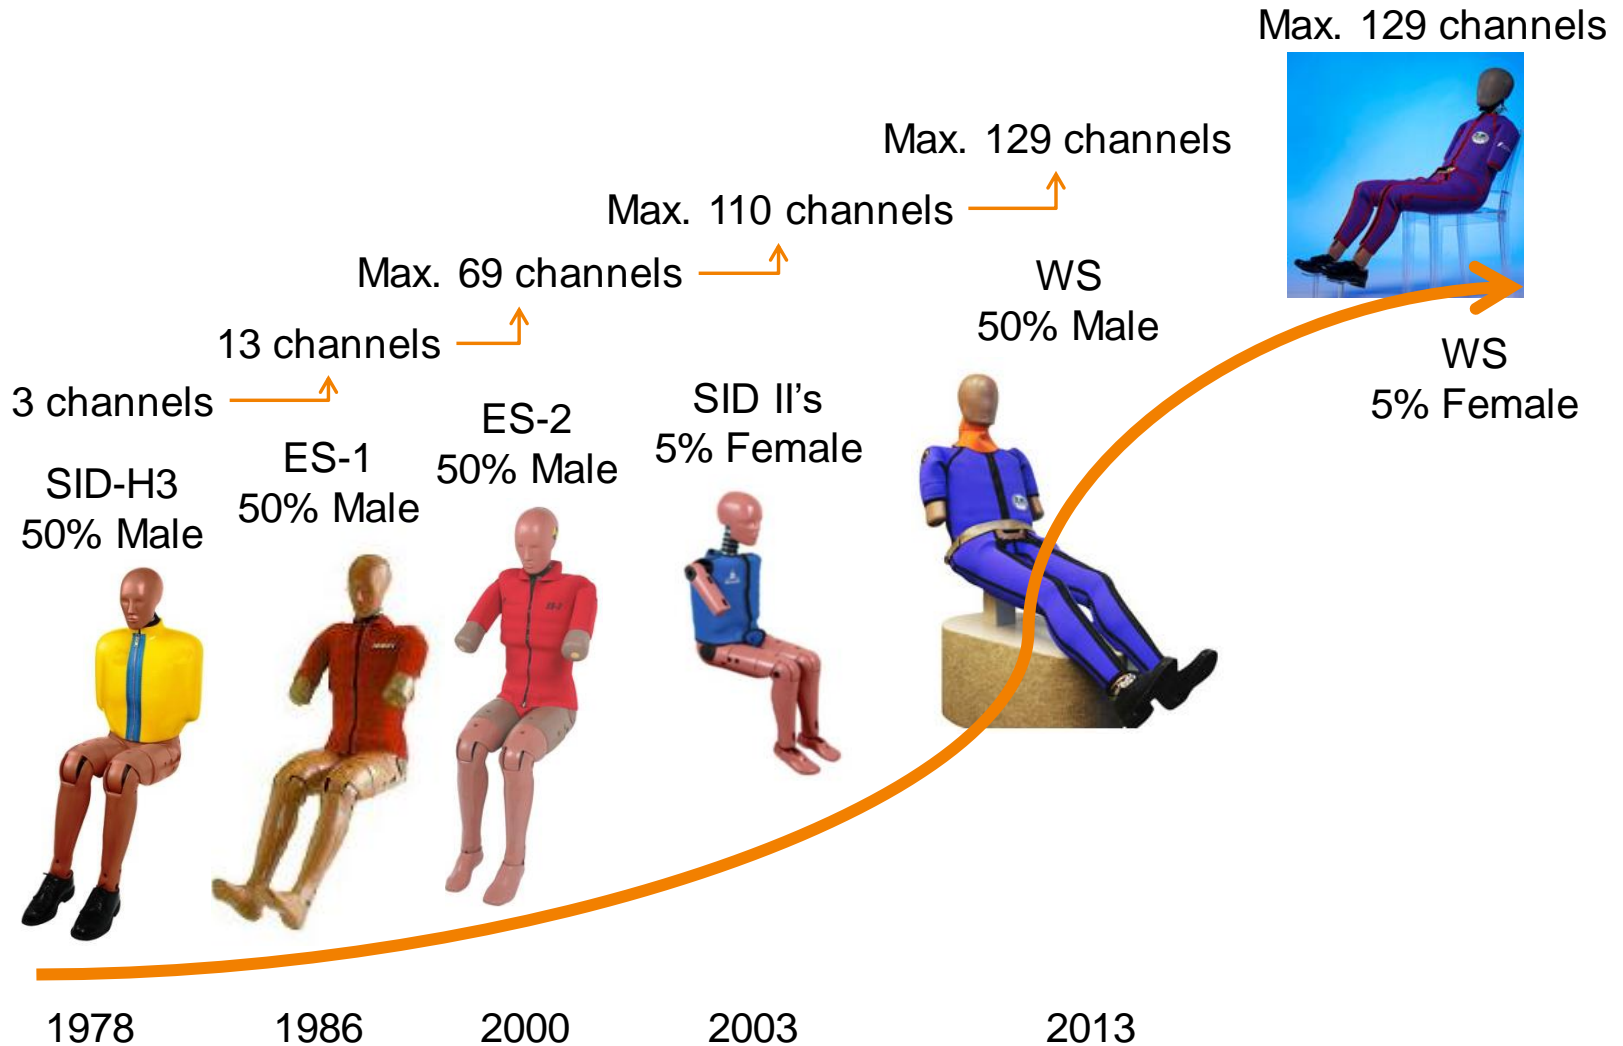 Max. 129 channels
Max. 129 channels
Max. 110 channels
Max. 69 channels
13 channels
3 channels
SID-H3
50% Male
ES-1
50% Male
ES-2
50% Male
SID II's
5% Female
WS
50% Male
WS
5% Female
ES-2
1978
1986
2000
2003
2013